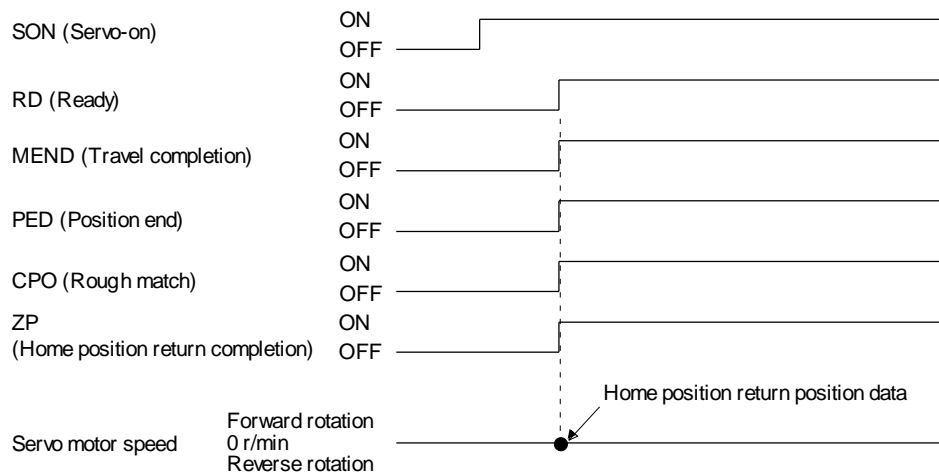 SON (Servo-on)
ON
OFF
RD (Ready)
ON
OFF
MEND (Travel completion)
ON
OFF
PED (Position end)
ON
OFF
CPO (Rough match)
ON
OFF
ZP
(Home position return completion)
ON
OFF
Home position return position data
Servo motor speed
Forward rotation
0 r/min
Reverse rotation